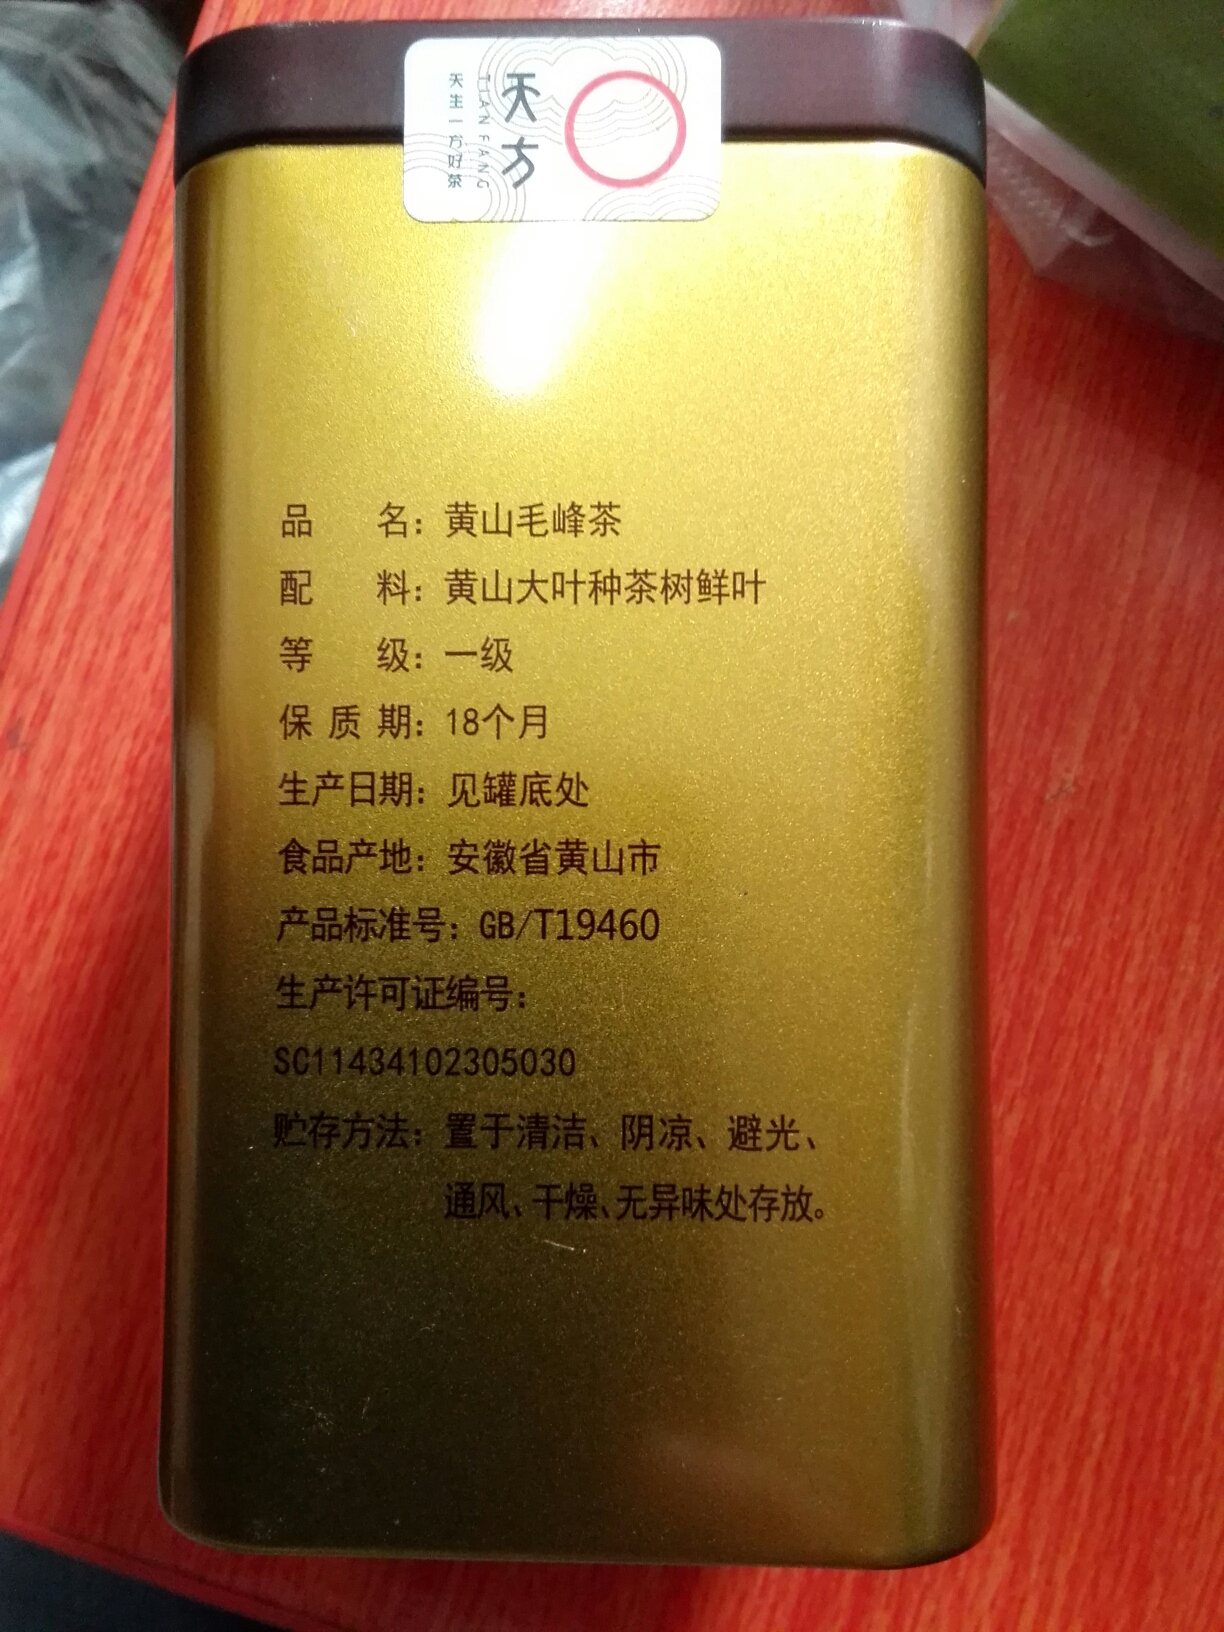 天方
TIAN FANG
天生一方好茶
品 名：黄山毛峰茶
配 料：黄山大叶种茶树鲜叶
等 级：一级
保 质 期：18个月
生产日期：见罐底处
食品产地：安徽省黄山市
产品标准号：GB/T19460
生产许可证编号：
SC11434102305030
贮存方法：置于清洁、阴凉、避光、
通风、干燥、无异味处存放。